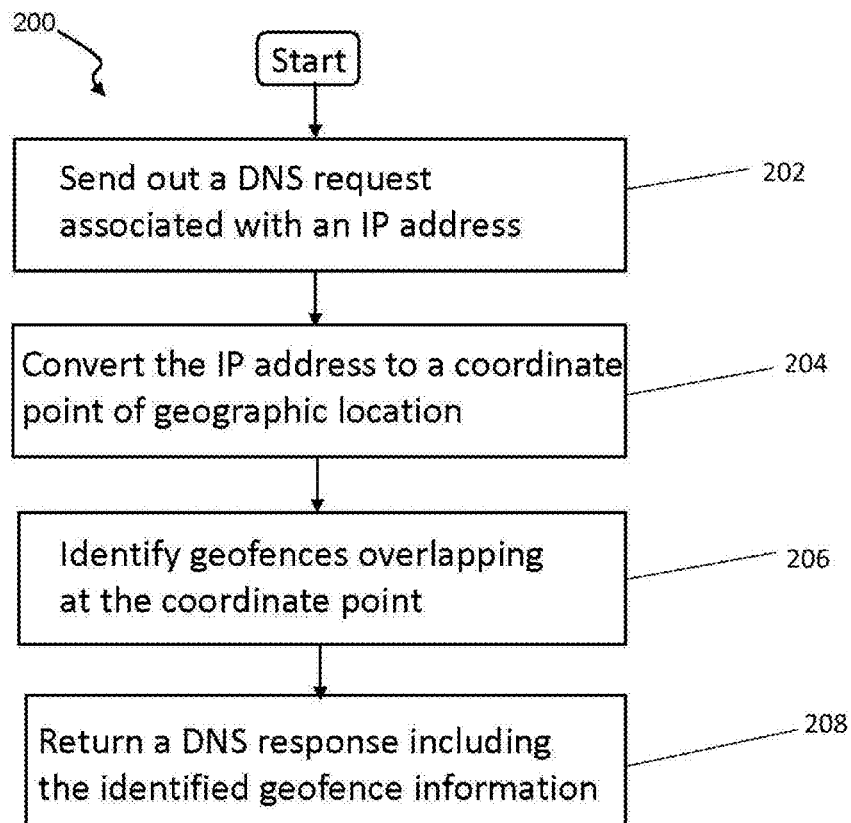 200
Start
Send out a DNS request
associated with an IP address
202
Convert the IP address to a coordinate
point of geographic location
204
Identify geofences overlapping
at the coordinate point
206
Return a DNS response including
the identified geofence information
208